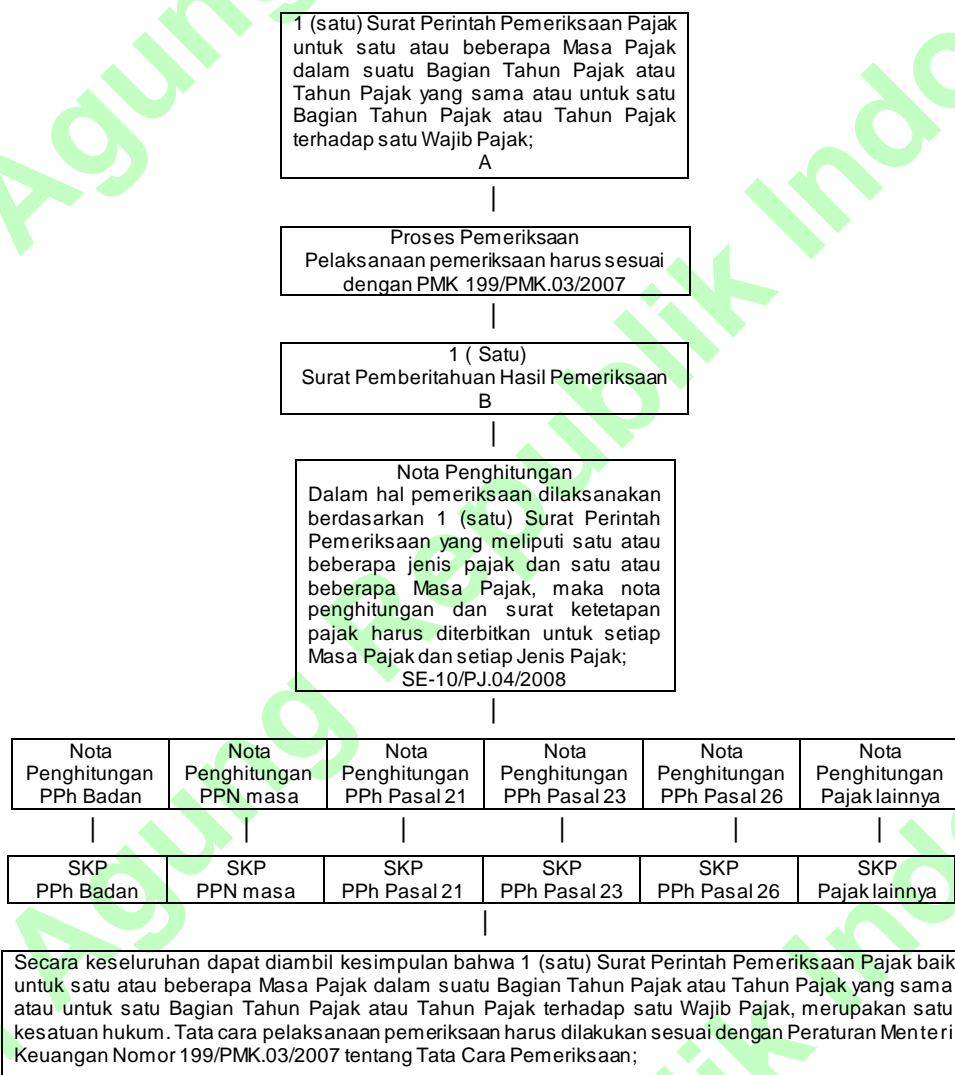 1 (satu) Surat Perintah Pemeriksaan Pajak
untuk satu atau beberapa Masa Pajak
dalam suatu Bagian Tahun Pajak atau
Tahun Pajak yang sama atau untuk satu
Bagian Tahun Pajak atau Tahun Pajak
terhadap satu Wajib Pajak;
A
Proses Pemeriksaan
Pelaksanaan pemeriksaan harus sesuai
dengan PMK 199/PMK.03/2007
1 ( Satu)
Surat Pemberitahuan Hasil Pemeriksaan
B
Nota Penghitungan
Dalam hal pemeriksaan dilaksanakan
berdasarkan 1 (satu) Surat Perintah
Pemeriksaan yang meliputi satu atau
beberapa jenis pajak dan satu atau
beberapa Masa Pajak, maka nota
penghitungan dan surat ketetapan
pajak harus diterbitkan untuk setiap
Masa Pajak dan setiap Jenis Pajak;
SE-10/PJ.04/2008
Nota Penghitungan PPh Badan
Nota Penghitungan PPN masa
Nota Penghitungan PPh Pasal 21
Nota Penghitungan PPh Pasal 23
Nota Penghitungan PPh Pasal 26
Nota Penghitungan Pajak lainnya
SKP PPh Badan
SKP PPN masa
SKP PPh Pasal 21
SKP PPh Pasal 23
SKP PPh Pasal 26
SKP Pajak lainnya
Secara keseluruhan dapat diambil kesimpulan bahwa 1 (satu) Surat Perintah Pemeriksaan Pajak baik
untuk satu atau beberapa Masa Pajak dalam suatu Bagian Tahun Pajak atau Tahun Pajak yang sama
atau untuk satu Bagian Tahun Pajak atau Tahun Pajak terhadap satu Wajib Pajak, merupakan satu
kesatuan hukum. Tata cara pelaksanaan pemeriksaan harus dilakukan sesuai dengan Peraturan Menteri
Keuangan Nomor 199/PMK.03/2007 tentang Tata Cara Pemeriksaan;
Agung Republik Indo